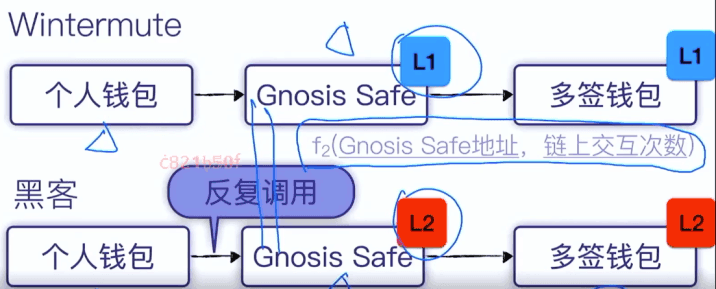 Wintermute
L1
L1
个人钱包
Gnosis Safe
多签钱包
f₂(Gnosis Safe地址，链上交互次数)
黑客
反复调用
L2
L2
个人钱包
Gnosis Safe
多签钱包